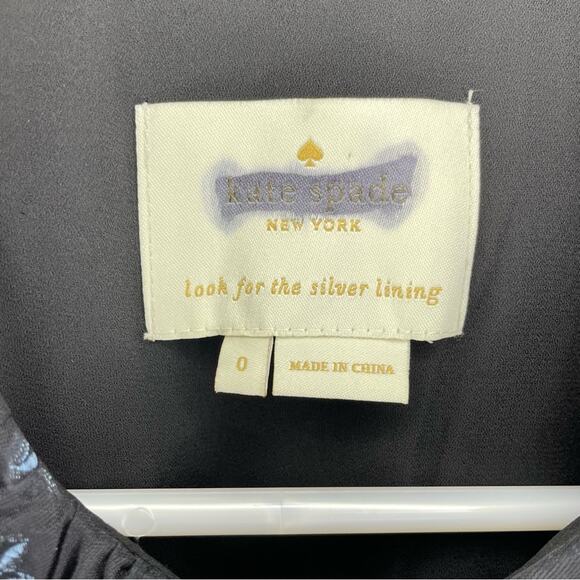 kate spade
NEW YORK
look for the silver lining
0
MADE IN CHINA